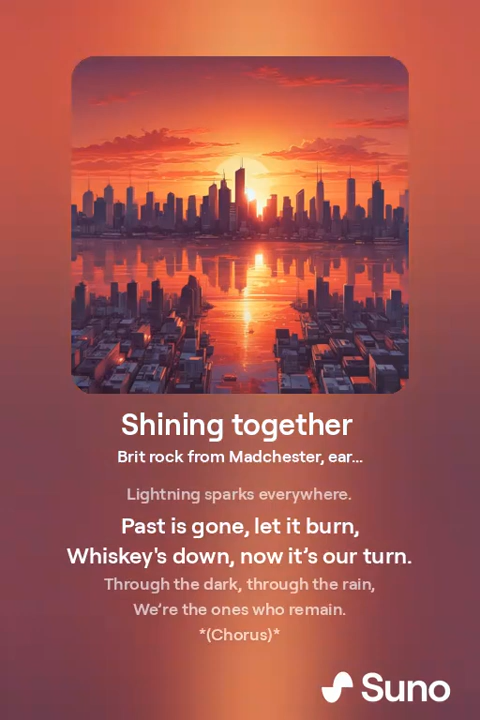 Shining together
Brit rock from Madchester, ear...
Lightning sparks everywhere.
Past is gone, let it burn,
Whiskey's down, now it’s our turn.
Through the dark, through the rain,
We’re the ones who remain.
*(Chorus)*
Suno